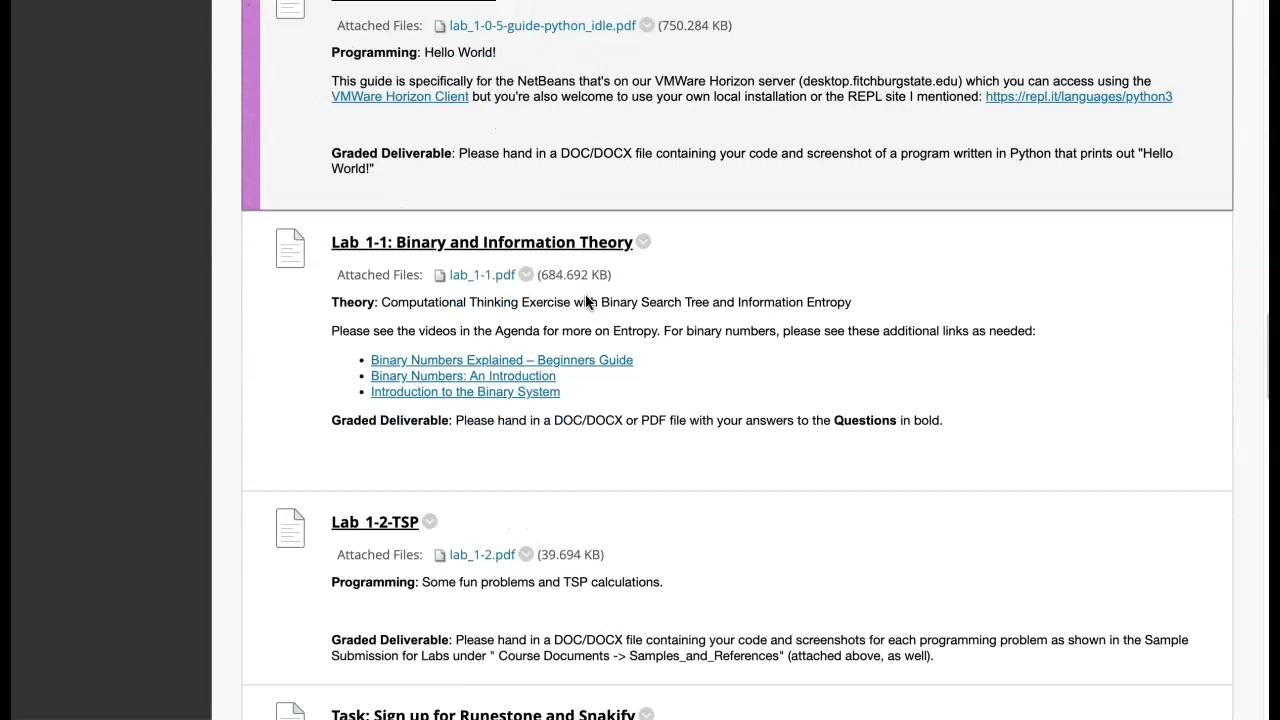 Attached Files: lab_1-0-5-guide-python_idle.pdf (750.284 KB)
Programming: Hello World!
This guide is specifically for the NetBeans that's on our VMWare Horizon server (desktop.fitchburgstate.edu) which you can access using the
VMWare Horizon Client but you're also welcome to use your own local installation or the REPL site I mentioned: https://repl.it/languages/python3
Graded Deliverable: Please hand in a DOC/DOCX file containing your code and screenshot of a program written in Python that prints out "Hello
World!"
Lab 1-1: Binary and Information Theory
Attached Files: lab_1-1.pdf (684.692 KB)
Theory: Computational Thinking Exercise with Binary Search Tree and Information Entropy
Please see the videos in the Agenda for more on Entropy. For binary numbers, please see these additional links as needed:
• Binary Numbers Explained – Beginners Guide
• Binary Numbers: An Introduction
• Introduction to the Binary System
Graded Deliverable: Please hand in a DOC/DOCX or PDF file with your answers to the Questions in bold.
Lab 1-2-TSP
Attached Files: lab_1-2.pdf (39.694 KB)
Programming: Some fun problems and TSP calculations.
Graded Deliverable: Please hand in a DOC/DOCX file containing your code and screenshots for each programming problem as shown in the Sample
Submission for Labs under " Course Documents -> Samples_and_References" (attached above, as well).
Task: Sign up for Runestone and Snakify